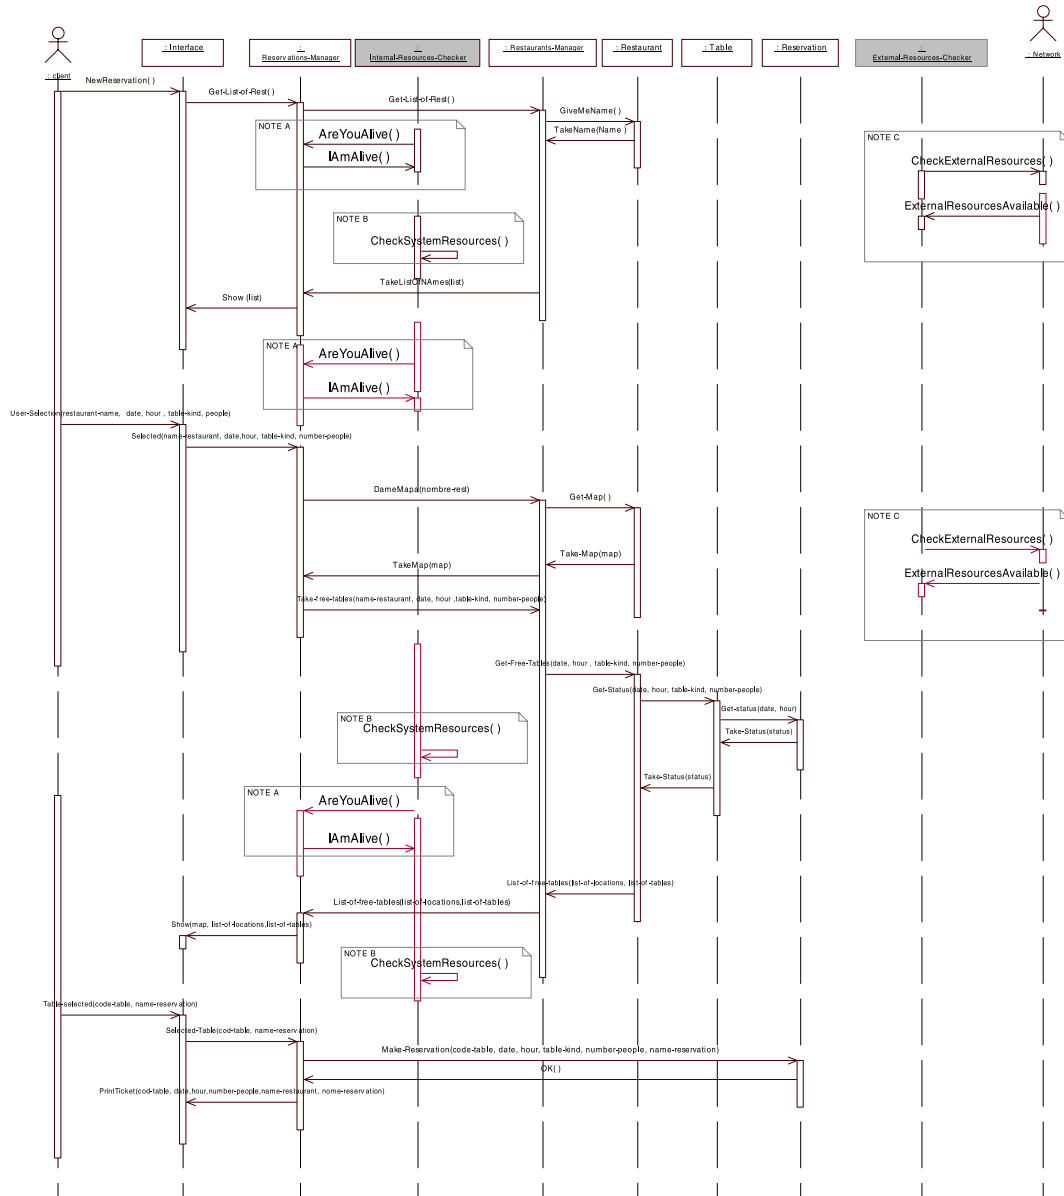 : client
: Interface
:
Reservations-Manager
:
Internal-Resources-Checker
: Restaurants-Manager
: Restaurant
: Table
: Reservation
:
External-Resources-Checker
: Network
NewReservation( )
Get-List-of-Rest( )
Get-List-of-Rest( )
GiveMeName( )
TakeName(Name )
NOTE A
AreYouAlive( )
IAmAlive( )
NOTE C
CheckExternalResources( )
ExternalResourcesAvailable( )
NOTE B
CheckSystemResources( )
TakeListOfNAmes(list)
Show (list)
NOTE A
AreYouAlive( )
IAmAlive( )
User-Selection(restaurant-name, date, hour , table-kind, people)
Selected(name-restaurant, date,hour, table-kind, number-people)
DameMapa(nombre-rest)
Get-Map( )
NOTE C
CheckExternalResources( )
Take-Map(map)
TakeMap(map)
ExternalResourcesAvailable( )
Take-free-tables(name-restaurant, date, hour ,table-kind, number-people)
Get-Free-Tables(date, hour , table-kind, number-people)
Get-Status(date, hour, table-kind, number-people)
Get-status(date, hour)
NOTE B
CheckSystemResources( )
Take-Status(status)
Take-Status(status)
NOTE A
AreYouAlive( )
IAmAlive( )
List-of-free-tables(list-of-locations, list-of-tables)
List-of-free-tables(list-of-locations,list-of-tables)
Show(map, list-of-locations,list-of-tables)
NOTE B
CheckSystemResources( )
Table-selected(code-table, name-reservation)
Selected-Table(cod-table, name-reservation)
Make-Reservation(code-table, date, hour, table-kind, number-people, name-reservation)
OK( )
PrintTicket(cod-table, date,hour,number-people,name-restaurant, nome-reservation)